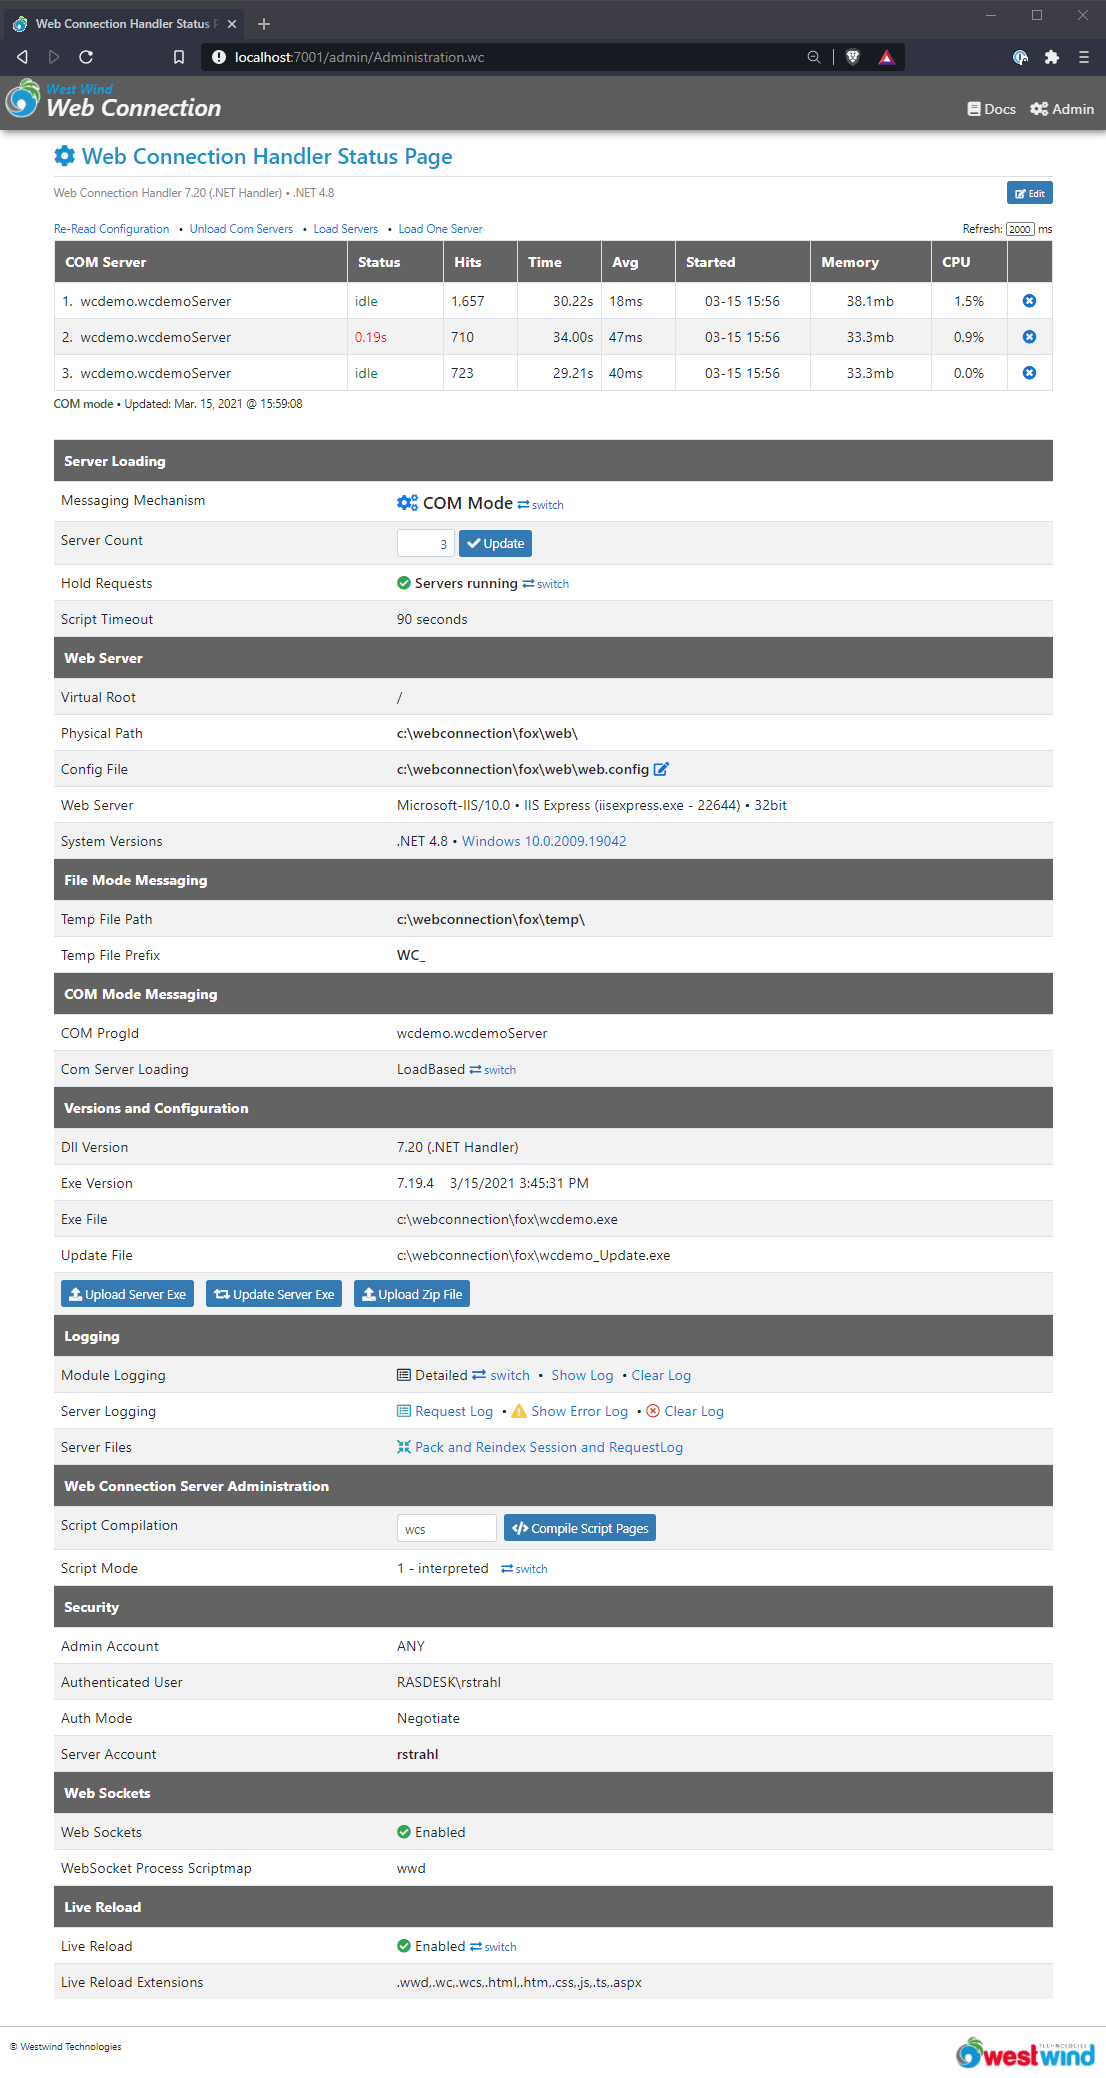 Web Connection Handler Status P
localhost:7001/admin/Administration.wc
West Wind
Web Connection
Docs Admin
Web Connection Handler Status Page
Web Connection Handler 7.20 (.NET Handler) • .NET 4.8 Edit
Re-Read Configuration • Unload Com Servers • Load Servers • Load One Server Refresh: 2000 ms
COM Server Status Hits Time Avg Started Memory CPU
1. wcdemo.wcdemoServer idle 1,657 30.22s 18ms 03-15 15:56 38.1mb 1.5%
2. wcdemo.wcdemoServer 0.19s 710 34.00s 47ms 03-15 15:56 33.3mb 0.9%
3. wcdemo.wcdemoServer idle 723 29.21s 40ms 03-15 15:56 33.3mb 0.0%
COM mode • Updated: Mar. 15, 2021 @ 15:59:08
Server Loading
Messaging Mechanism COM Mode switch
Server Count 3 Update
Hold Requests Servers running switch
Script Timeout 90 seconds
Web Server
Virtual Root /
Physical Path c:\webconnection\fox\web\
Config File c:\webconnection\fox\web\web.config
Web Server Microsoft-IIS/10.0 • IIS Express (iisexpress.exe - 22644) • 32bit
System Versions .NET 4.8 • Windows 10.0.2009.19042
File Mode Messaging
Temp File Path c:\webconnection\fox\temp\
Temp File Prefix WC_
COM Mode Messaging
COM ProgId wcdemo.wcdemoServer
Com Server Loading LoadBased switch
Versions and Configuration
Dll Version 7.20 (.NET Handler)
Exe Version 7.19.4 3/15/2021 3:45:31 PM
Exe File c:\webconnection\fox\wcdemo.exe
Update File c:\webconnection\fox\wcdemo_Update.exe
Upload Server Exe Update Server Exe Upload Zip File
Logging
Module Logging Detailed switch • Show Log • Clear Log
Server Logging Request Log • Show Error Log • Clear Log
Server Files Pack and Reindex Session and RequestLog
Web Connection Server Administration
Script Compilation wcs Compile Script Pages
Script Mode 1 - interpreted switch
Security
Admin Account ANY
Authenticated User RASDESK\rstrahl
Auth Mode Negotiate
Server Account rstrahl
Web Sockets
Web Sockets Enabled
WebSocket Process Scriptmap wwd
Live Reload
Live Reload Enabled switch
Live Reload Extensions .wwd,.wc,.wcs,.html,.htm,.css,.js,.ts,.aspx
© Westwind Technologies
TECHNOLOGIES
westwind